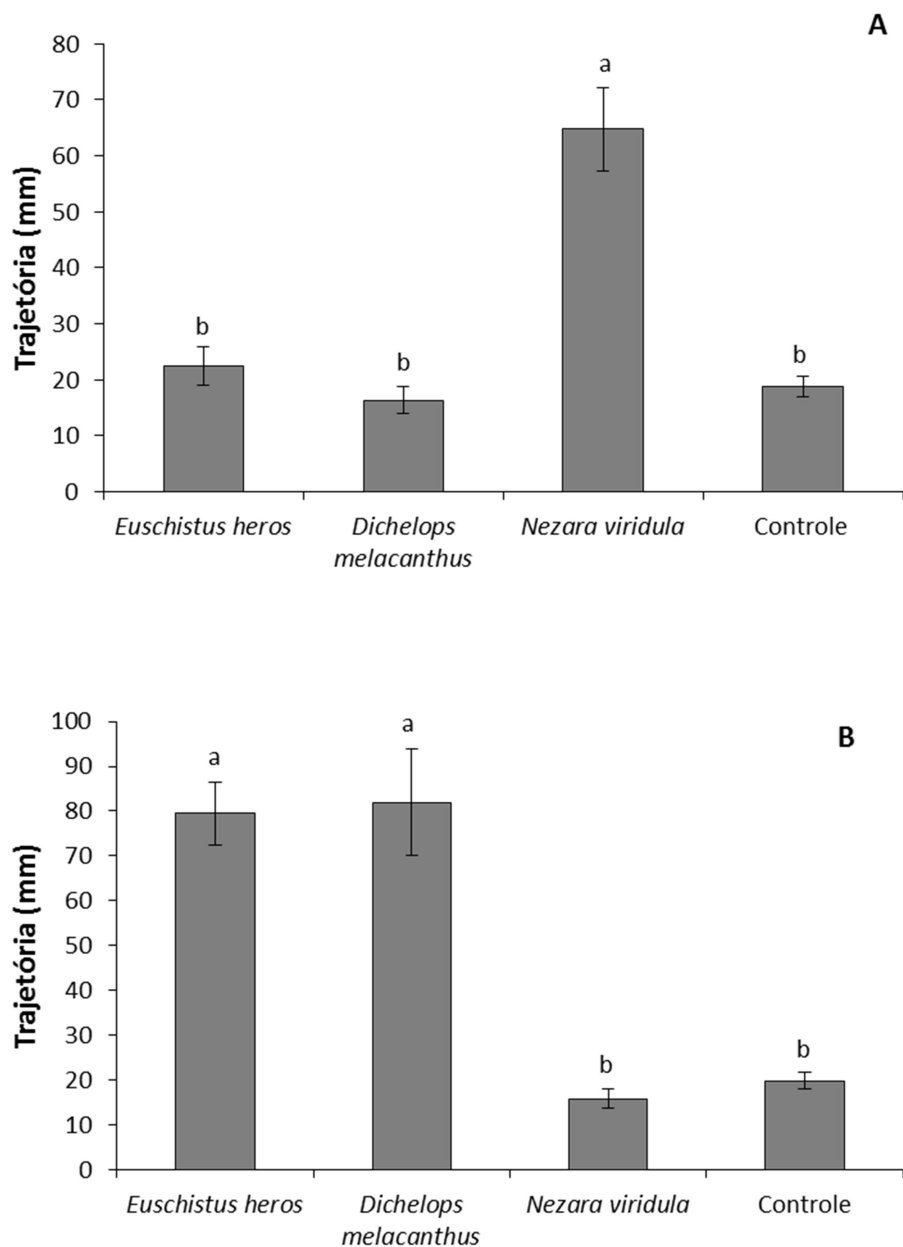 A
80
70
60
50
40
30
20
10
0
Trajetória (mm)
b
b
a
b
Euschistus heros
Dichelops
melacanthus
Nezara viridula
Controle
B
100
90
80
70
60
50
40
30
20
10
0
Trajetória (mm)
a
a
b
b
Euschistus heros
Dichelops
melacanthus
Nezara viridula
Controle